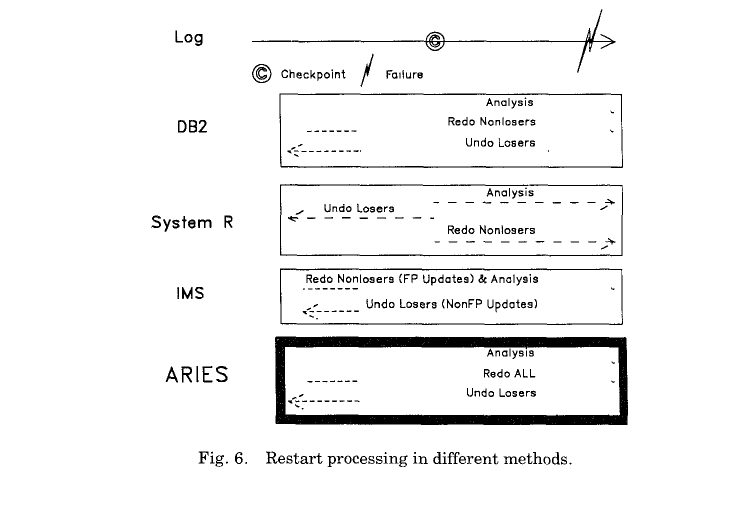 Log
© Checkpoint Failure
DB2
Analysis
Redo Nonlosers
Undo Losers
System R
Analysis
Undo Losers
Redo Nonlosers
IMS
Redo Nonlosers (FP Updates) & Analysis
Undo Losers (NonFP Updates)
ARIES
Analysis
Redo ALL
Undo Losers
Fig. 6. Restart processing in different methods.